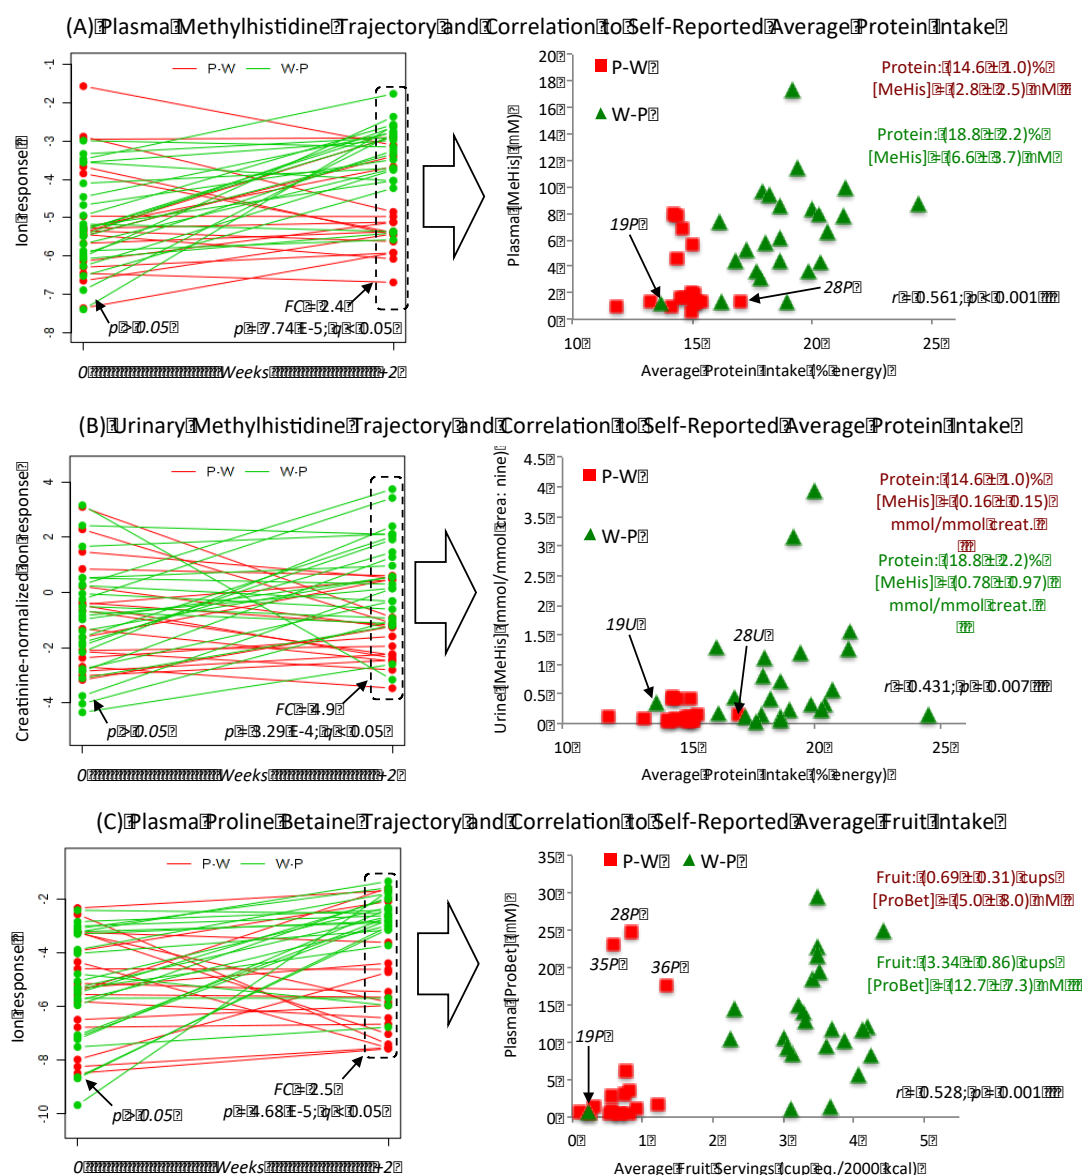 (A) Plasma Methylhistidine Trajectory and Correlation to Self-Reported Average Protein Intake
P-W W-P
-1
-2
-3
-4
-5
-6
-7
-8
Ion response
p > 0.05
FC = 2.4
p = 7.74 E-5; q < 0.05
0 Weeks +2
P-W
W-P
Protein: (14.6 ± 1.0)%
[MeHis] = (2.8 ± 2.5)
Protein: (18.8 ± 2.2)%
[MeHis] = (6.6 ± 3.7)
20
18
16
14
12
10
8
6
4
2
0
Plasma [MeHis]
19P
28P
r = 0.561; p < 0.001
10 15 20 25
Average Protein Intake (% energy)
(B) Urinary Methylhistidine Trajectory and Correlation to Self-Reported Average Protein Intake
P-W W-P
4
2
0
-2
-4
Creatinine-normalized ion response
p > 0.05
FC = 4.9
p = 3.29 E-4; q < 0.05
0 Weeks +2
P-W
W-P
Protein: (14.6 ± 1.0)%
[MeHis] = (0.16 ± 0.15)
mmol/mmol creat.
Protein: (18.8 ± 2.2)%
[MeHis] = (0.78 ± 0.97)
mmol/mmol creat.
4.5
4
3.5
3
2.5
2
1.5
1
0.5
0
Urine [MeHis] (mmol/mmol crea: nine)
19U
28U
r = 0.431; p = 0.007
10 15 20 25
Average Protein Intake (% energy)
(C) Plasma Proline Betaine Trajectory and Correlation to Self-Reported Average Fruit Intake
P-W W-P
-2
-4
-6
-8
-10
Ion response
p > 0.05
FC = 2.5
p = 4.68 E-5; q < 0.05
0 Weeks +2
P-W W-P
Fruit: (0.69 ± 0.31) cups
[ProBet] = (5.0 ± 8.0)
Fruit: (3.34 ± 0.86) cups
[ProBet] = (12.7 ± 7.3)
35
30
25
20
15
10
5
0
Plasma [ProBet]
28P
35P
36P
19P
r = 0.528; p = 0.001
0 1 2 3 4 5
Average Fruit Servings (cup eq./2000 kcal)